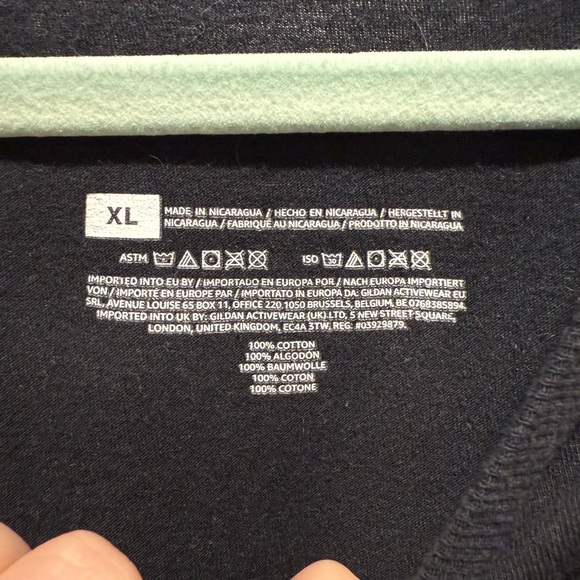 XL
MADE IN NICARAGUA / HECHO EN NICARAGUA / HERGESTELLT IN
NICARAGUA / FABRIQUÉ AU NICARAGUA / PRODOTTO IN NICARAGUA
ASTM ISO 30
IMPORTED INTO EU BY / IMPORTADO EN EUROPA POR / NACH EUROPA IMPORTIERT
VON / IMPORTÉ EN EUROPE PAR / IMPORTATO IN EUROPA DA: GILDAN ACTIVEWEAR EU
SRL, AVENUE LOUISE 65 BOX 11, OFFICE 220 1050 BRUSSELS, BELGIUM, BE 0768385894
IMPORTED INTO UK BY: GILDAN ACTIVEWEAR (UK) LTD, 5 NEW STREET SQUARE,
LONDON, UNITED KINGDOM, EC4A 3TW, REG: #03929879.
100% COTTON
100% ALGODÓN
100% BAUMWOLLE
100% COTON
100% COTONE